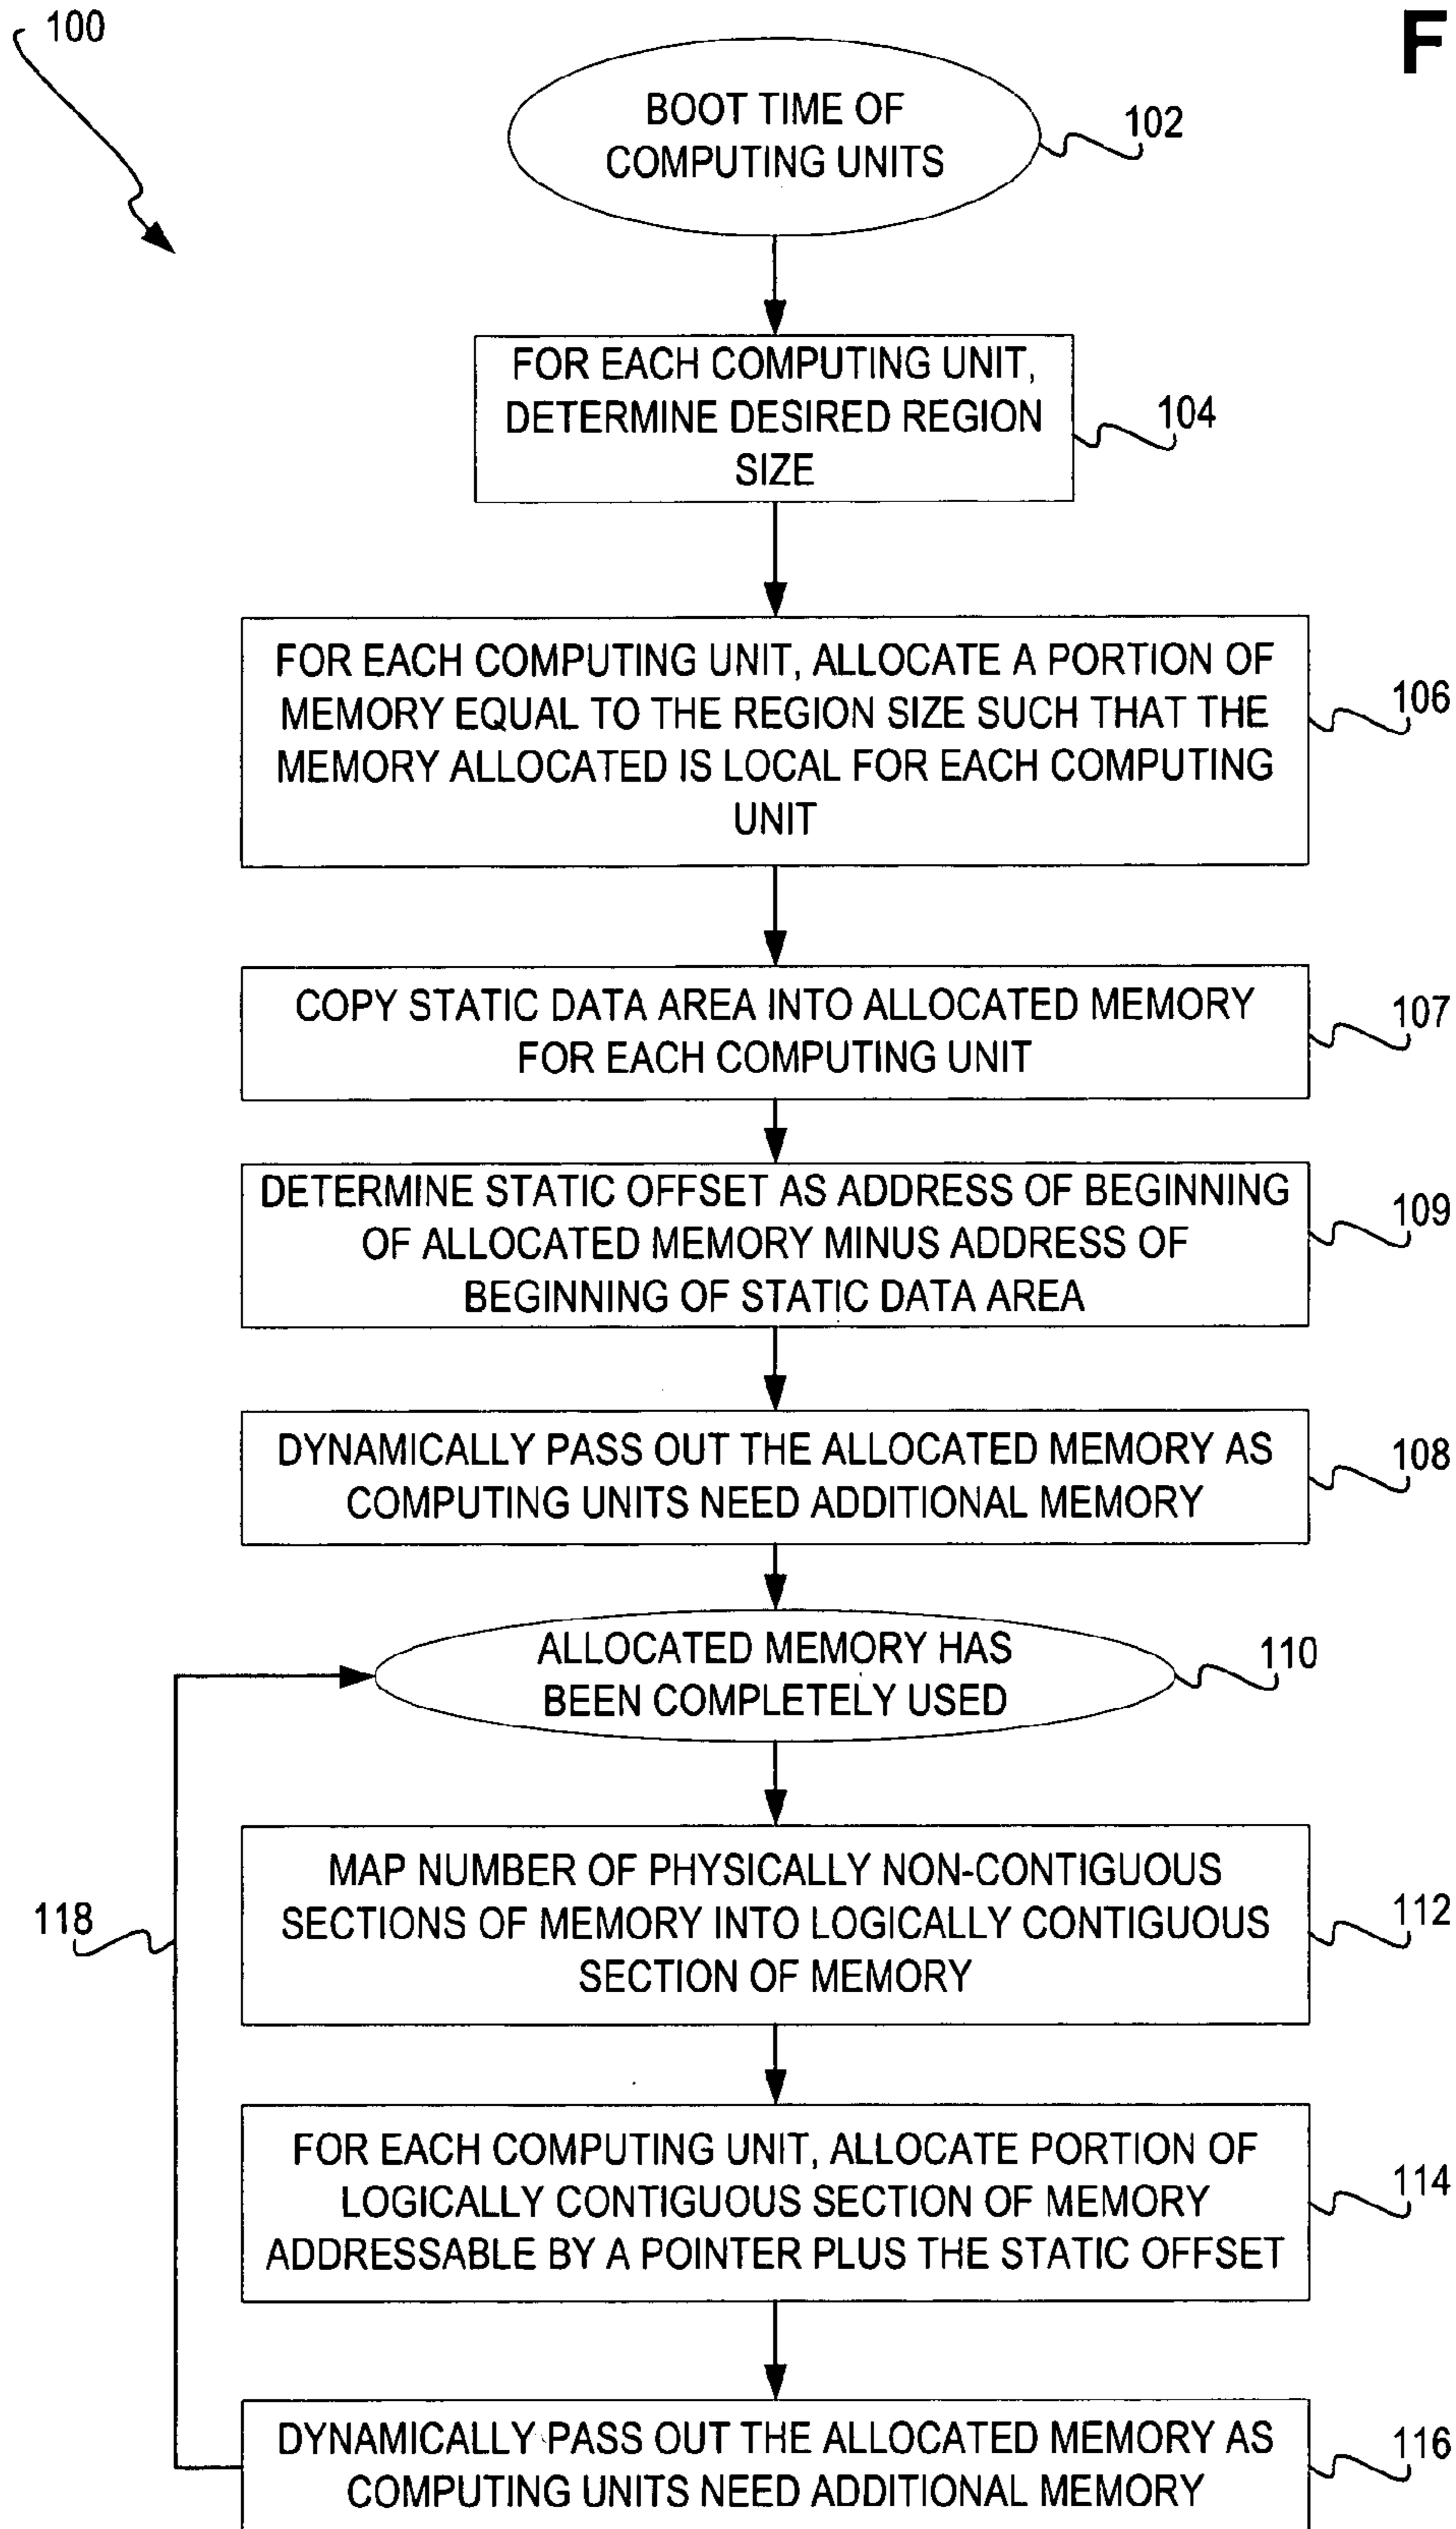 100
F
BOOT TIME OF
COMPUTING UNITS
102
FOR EACH COMPUTING UNIT,
DETERMINE DESIRED REGION
SIZE
104
FOR EACH COMPUTING UNIT, ALLOCATE A PORTION OF
MEMORY EQUAL TO THE REGION SIZE SUCH THAT THE
MEMORY ALLOCATED IS LOCAL FOR EACH COMPUTING
UNIT
106
COPY STATIC DATA AREA INTO ALLOCATED MEMORY
FOR EACH COMPUTING UNIT
107
DETERMINE STATIC OFFSET AS ADDRESS OF BEGINNING
OF ALLOCATED MEMORY MINUS ADDRESS OF
BEGINNING OF STATIC DATA AREA
109
DYNAMICALLY PASS OUT THE ALLOCATED MEMORY AS
COMPUTING UNITS NEED ADDITIONAL MEMORY
108
ALLOCATED MEMORY HAS
BEEN COMPLETELY USED
110
MAP NUMBER OF PHYSICALLY NON-CONTIGUOUS
SECTIONS OF MEMORY INTO LOGICALLY CONTIGUOUS
SECTION OF MEMORY
112
118
FOR EACH COMPUTING UNIT, ALLOCATE PORTION OF
LOGICALLY CONTIGUOUS SECTION OF MEMORY
ADDRESSABLE BY A POINTER PLUS THE STATIC OFFSET
114
DYNAMICALLY PASS OUT THE ALLOCATED MEMORY AS
COMPUTING UNITS NEED ADDITIONAL MEMORY
116